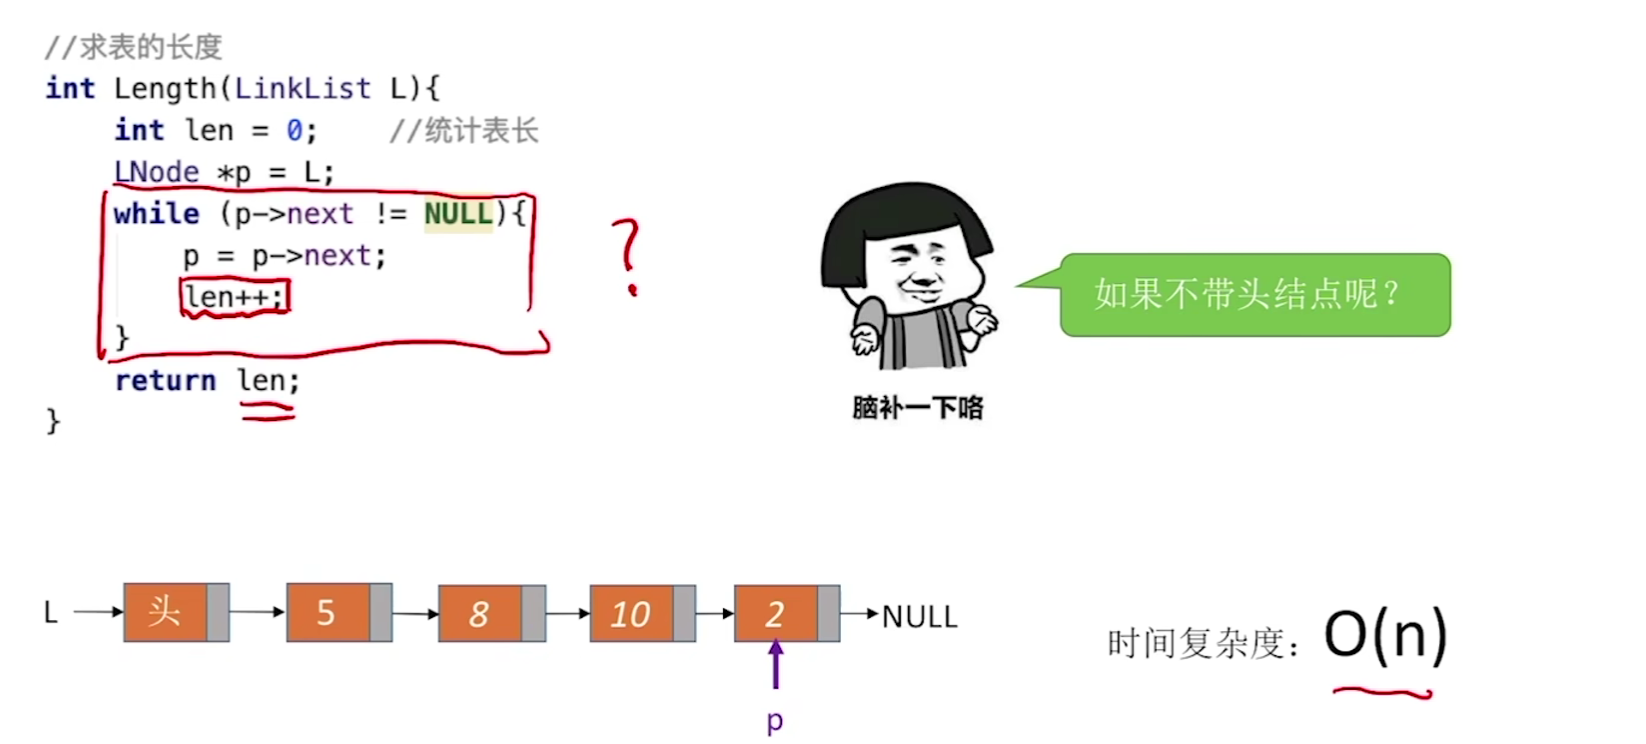 //求表的长度
int Length(LinkList L){
int len = 0; //统计表长
LNode *p = L;
while (p->next != NULL){
p = p->next;
len++;
}
return len;
}
?
如果不带头结点呢？
脑补一下咯
L 头 5 8 10 2 NULL
p
时间复杂度：O(n)